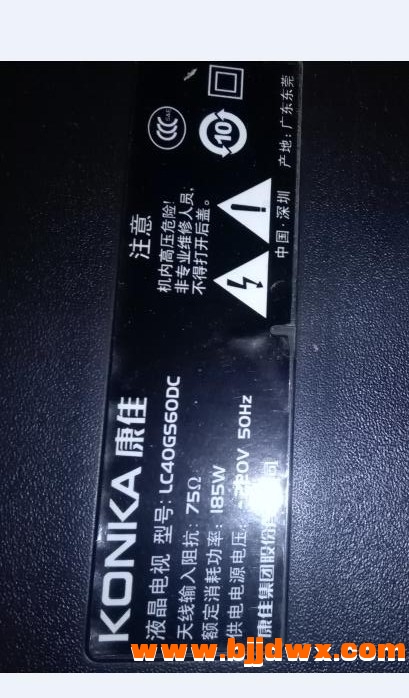 KONKA 康佳
液晶电视 型号: LC40GS60DC
天线输入阻抗: 75Ω
额定消耗功率: 185W
供电电源电压: 220V 50Hz
康佳集团股份
注意
机内高压危险!
非专业维修人员,
不得打开后盖。
CCC
10
中国·深圳 产地: 广东东莞
www.bjjdwx.com